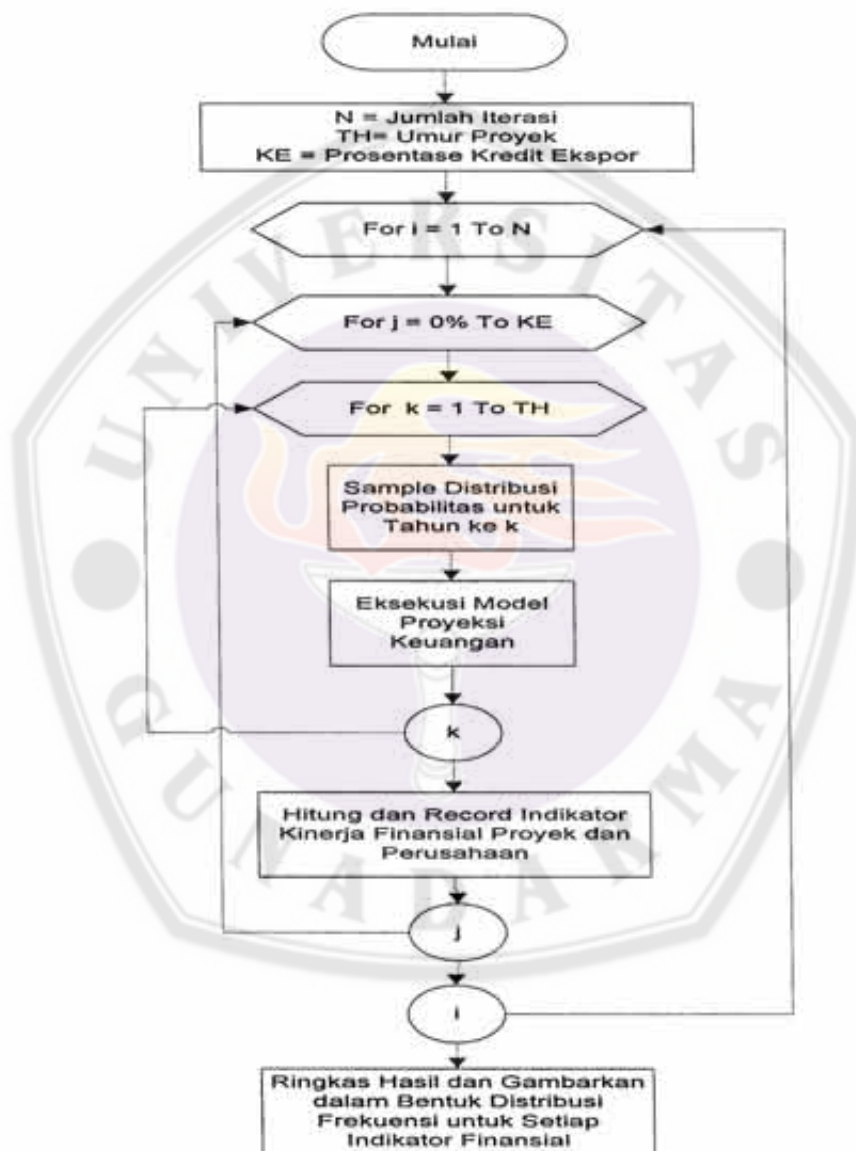 Mulai
N = Jumlah Iterasi
TH= Umur Proyek
KE = Prosentase Kredit Ekspor
For i = 1 To N
For j = 0% To KE
For k = 1 To TH
Sample Distribusi
Probabilitas untuk
Tahun ke k
Eksekusi Model
Proyeksi
Keuangan
k
Hitung dan Record Indikator
Kinerja Finansial Proyek dan
Perusahaan
j
i
Ringkas Hasil dan Gambarkan
dalam Bentuk Distribusi
Frekuensi untuk Setiap
Indikator Finansial
UNIVERSITAS
GUNADARMA